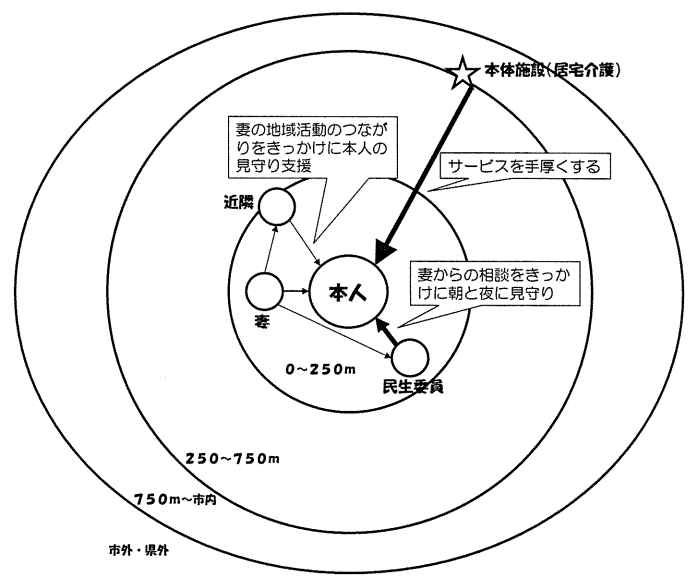 本体施設(居宅介護)
妻の地域活動のつなが
りをきっかけに本人の
見守り支援
サービスを手厚くする
近隣
妻からの相談をきっか
けに朝と夜に見守り
本人
妻
0～250m
民生委員
250～750m
750m～市内
市外・県外